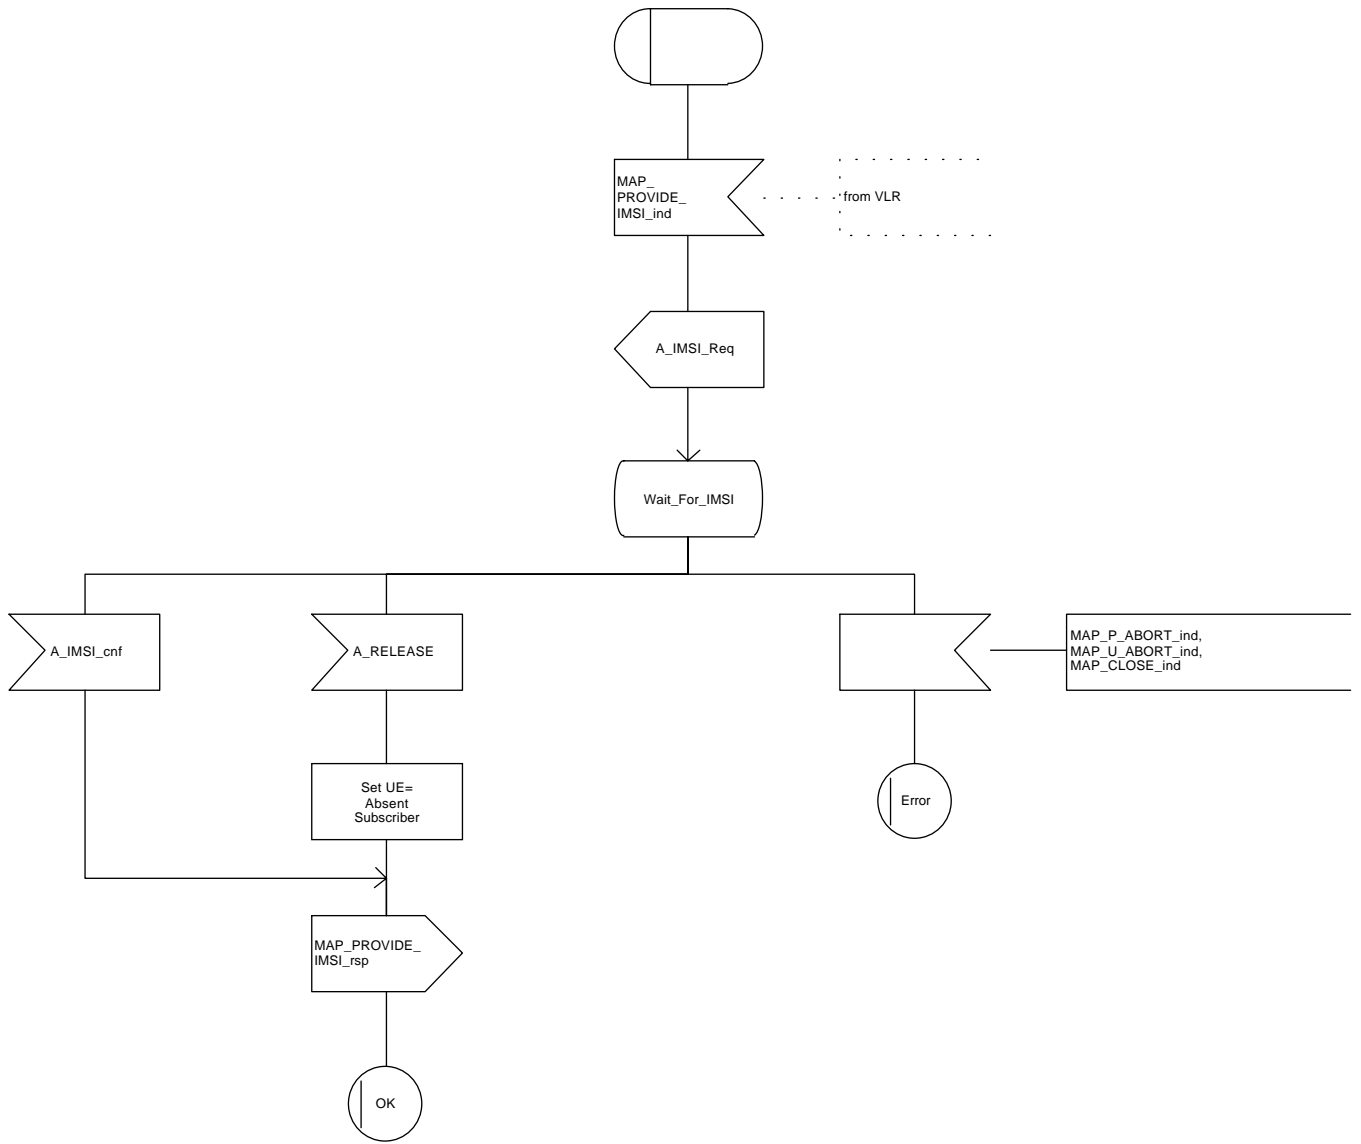 MAP_
PROVIDE_
IMSI_ind
from VLR
A_IMSI_Req
Wait_For_IMSI
A_IMSI_cnf
A_RELEASE
MAP_P_ABORT_ind,
MAP_U_ABORT_ind,
MAP_CLOSE_ind
Set UE=
Absent
Subscriber
Error
MAP_PROVIDE_
IMSI_rsp
OK